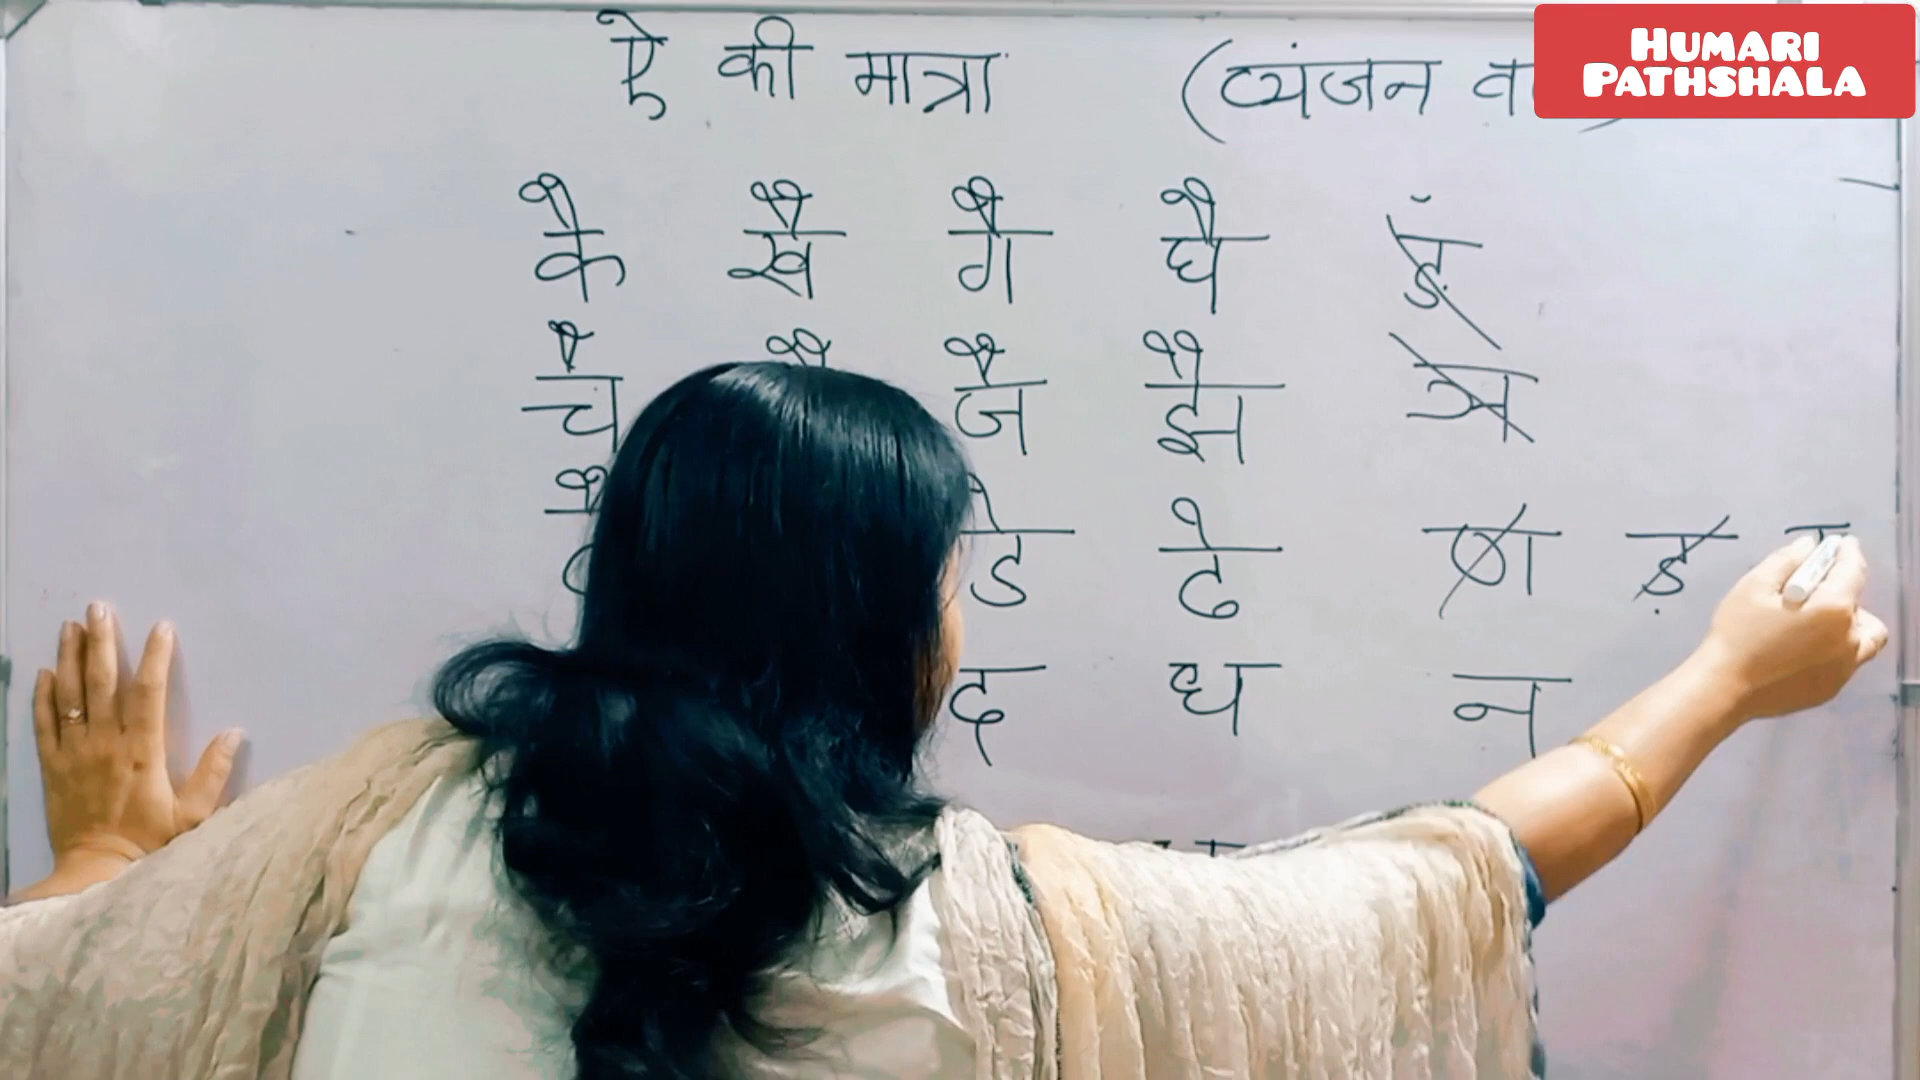 ऐ की मात्रा (व्यंजन
HUMARI
PATHSHALA
कै खै गै घै ङ
चै जै झै ञ
डे ढे ण ड़
द ध न